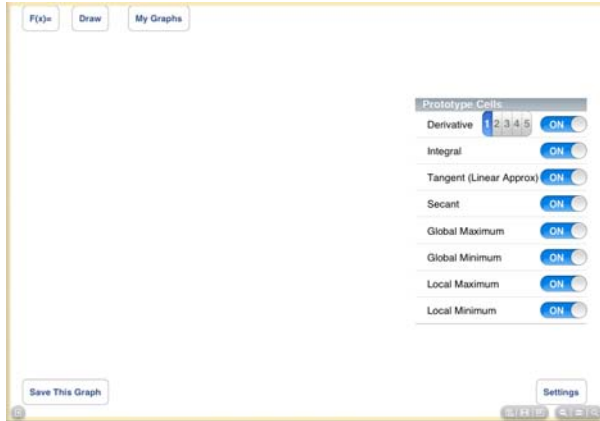 F(x)= Draw My Graphs
Prototype Cells
Derivative 1 2 3 4 5 ON
Integral ON
Tangent (Linear Approx) ON
Secant ON
Global Maximum ON
Global Minimum ON
Local Maximum ON
Local Minimum ON
Save This Graph Settings